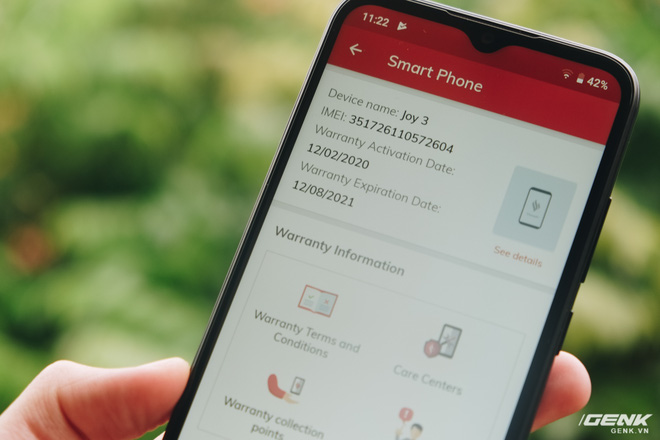 11:22
42%
Smart Phone
Device name: Joy 3
IMEI: 351726110572604
Warranty Activation Date:
12/02/2020
Warranty Expiration Date:
12/08/2021
See details
Warranty Information
Warranty Terms and
Conditions
Care Centers
Warranty collection
points
GENK
GENK.VN